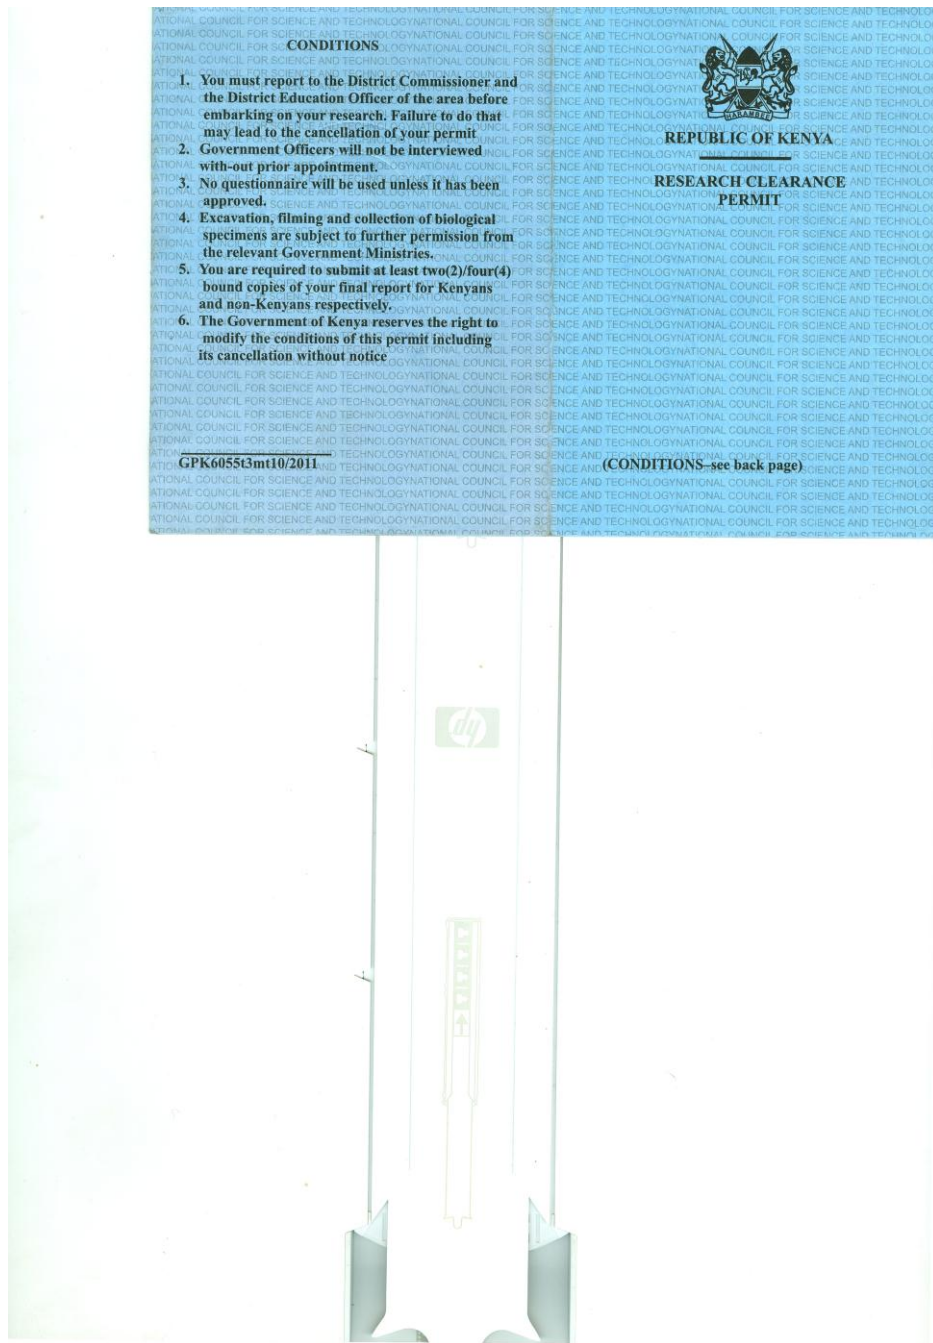 CONDITIONS
1. You must report to the District Commissioner and
the District Education Officer of the area before
embarking on your research. Failure to do that
may lead to the cancellation of your permit
2. Government Officers will not be interviewed
with-out prior appointment.
3. No questionnaire will be used unless it has been
approved.
4. Excavation, filming and collection of biological
specimens are subject to further permission from
the relevant Government Ministries.
5. You are required to submit at least two(2)/four(4)
bound copies of your final report for Kenyans
and non-Kenyans respectively.
6. The Government of Kenya reserves the right to
modify the conditions of this permit including
its cancellation without notice
GPK6055t3mt10/2011
HARAMBEE
REPUBLIC OF KENYA
RESEARCH CLEARANCE
PERMIT
(CONDITIONS–see back page)
hp